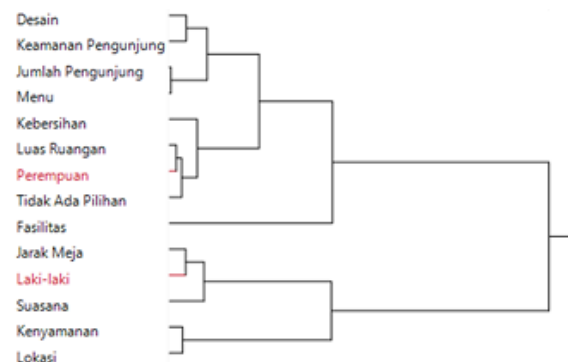 Desain
Keamanan Pengunjung
Jumlah Pengunjung
Menu
Kebersihan
Luas Ruangan
Perempuan
Tidak Ada Pilihan
Fasilitas
Jarak Meja
Laki-laki
Suasana
Kenyamanan
Lokasi